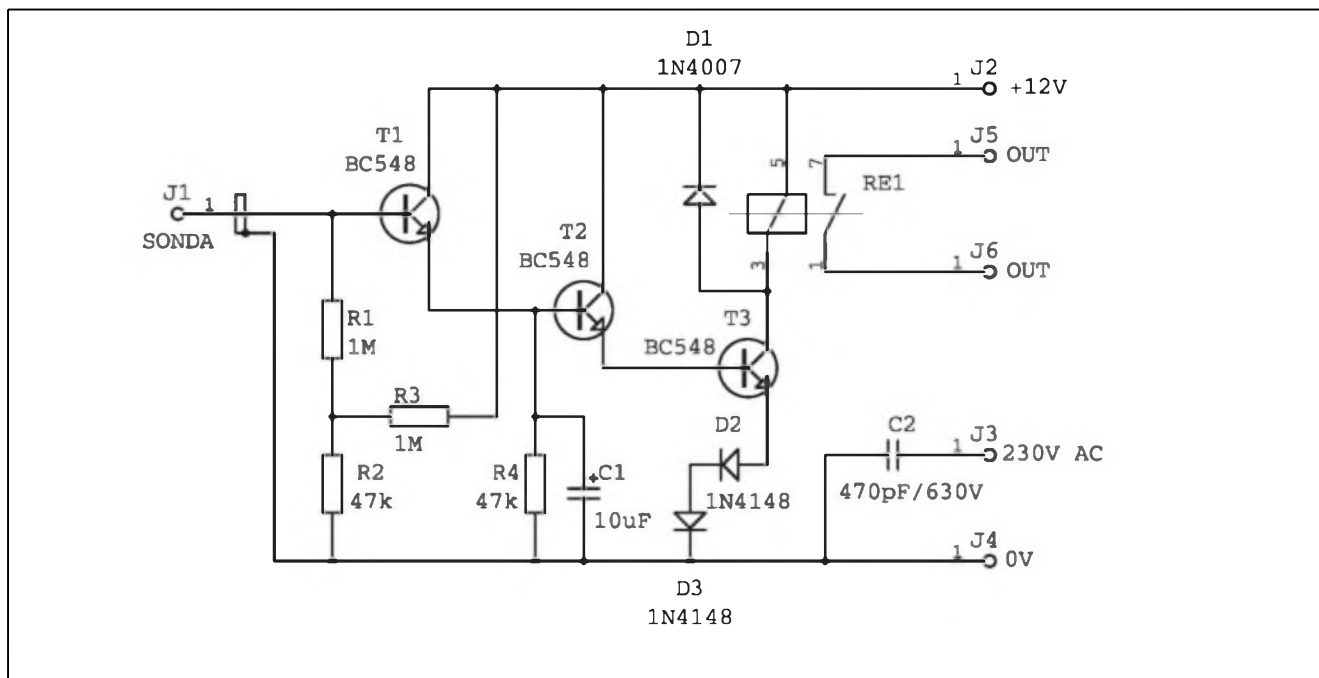 D1
1N4007
J2
1
+12V
T1
BC548
J5
1
OUT
5
7
RE1
J1
1
SONDA
T2
BC548
J6
1
OUT
3
1
R1
1M
T3
BC548
R3
1M
D2
1N4148
C2
470pF/630V
J3
1
230V AC
R2
47k
R4
47k
+
C1
10uF
J4
1
0V
D3
1N4148